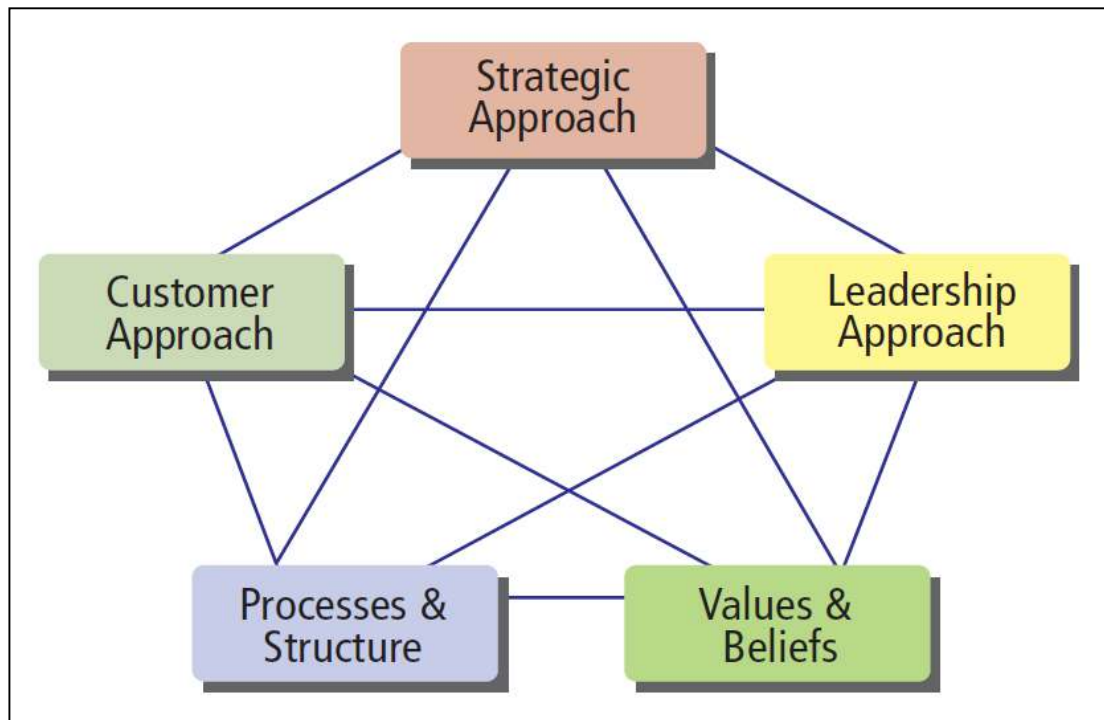 Strategic
Approach
Customer
Approach
Leadership
Approach
Processes &
Structure
Values &
Beliefs